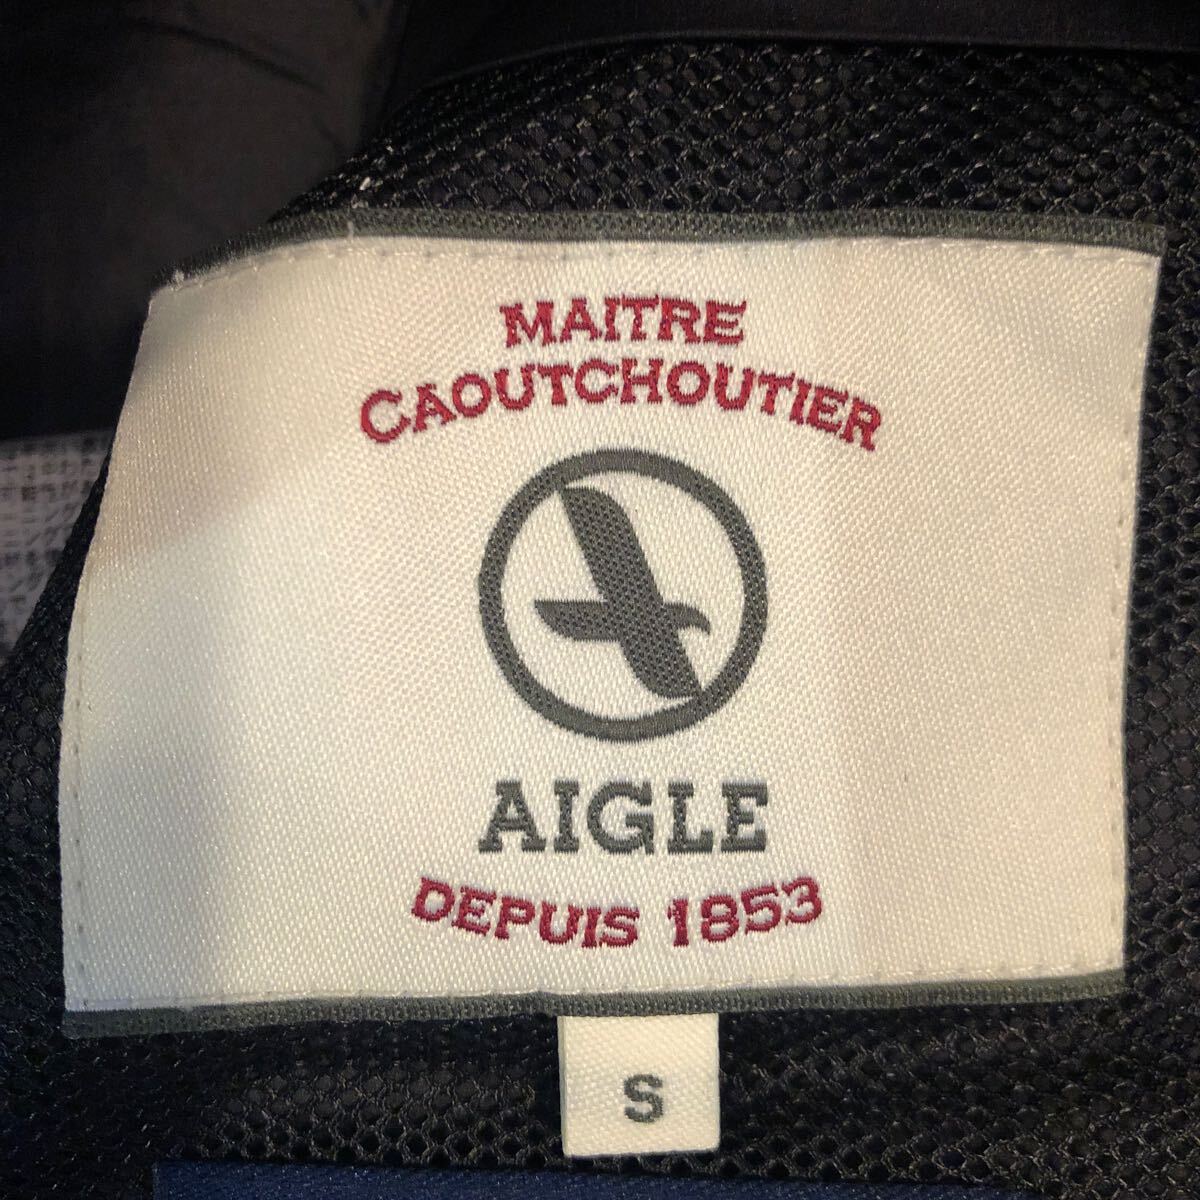 MAITRE
CAOUTCHOUTIER
AIGLE
DEPUIS 1853
S